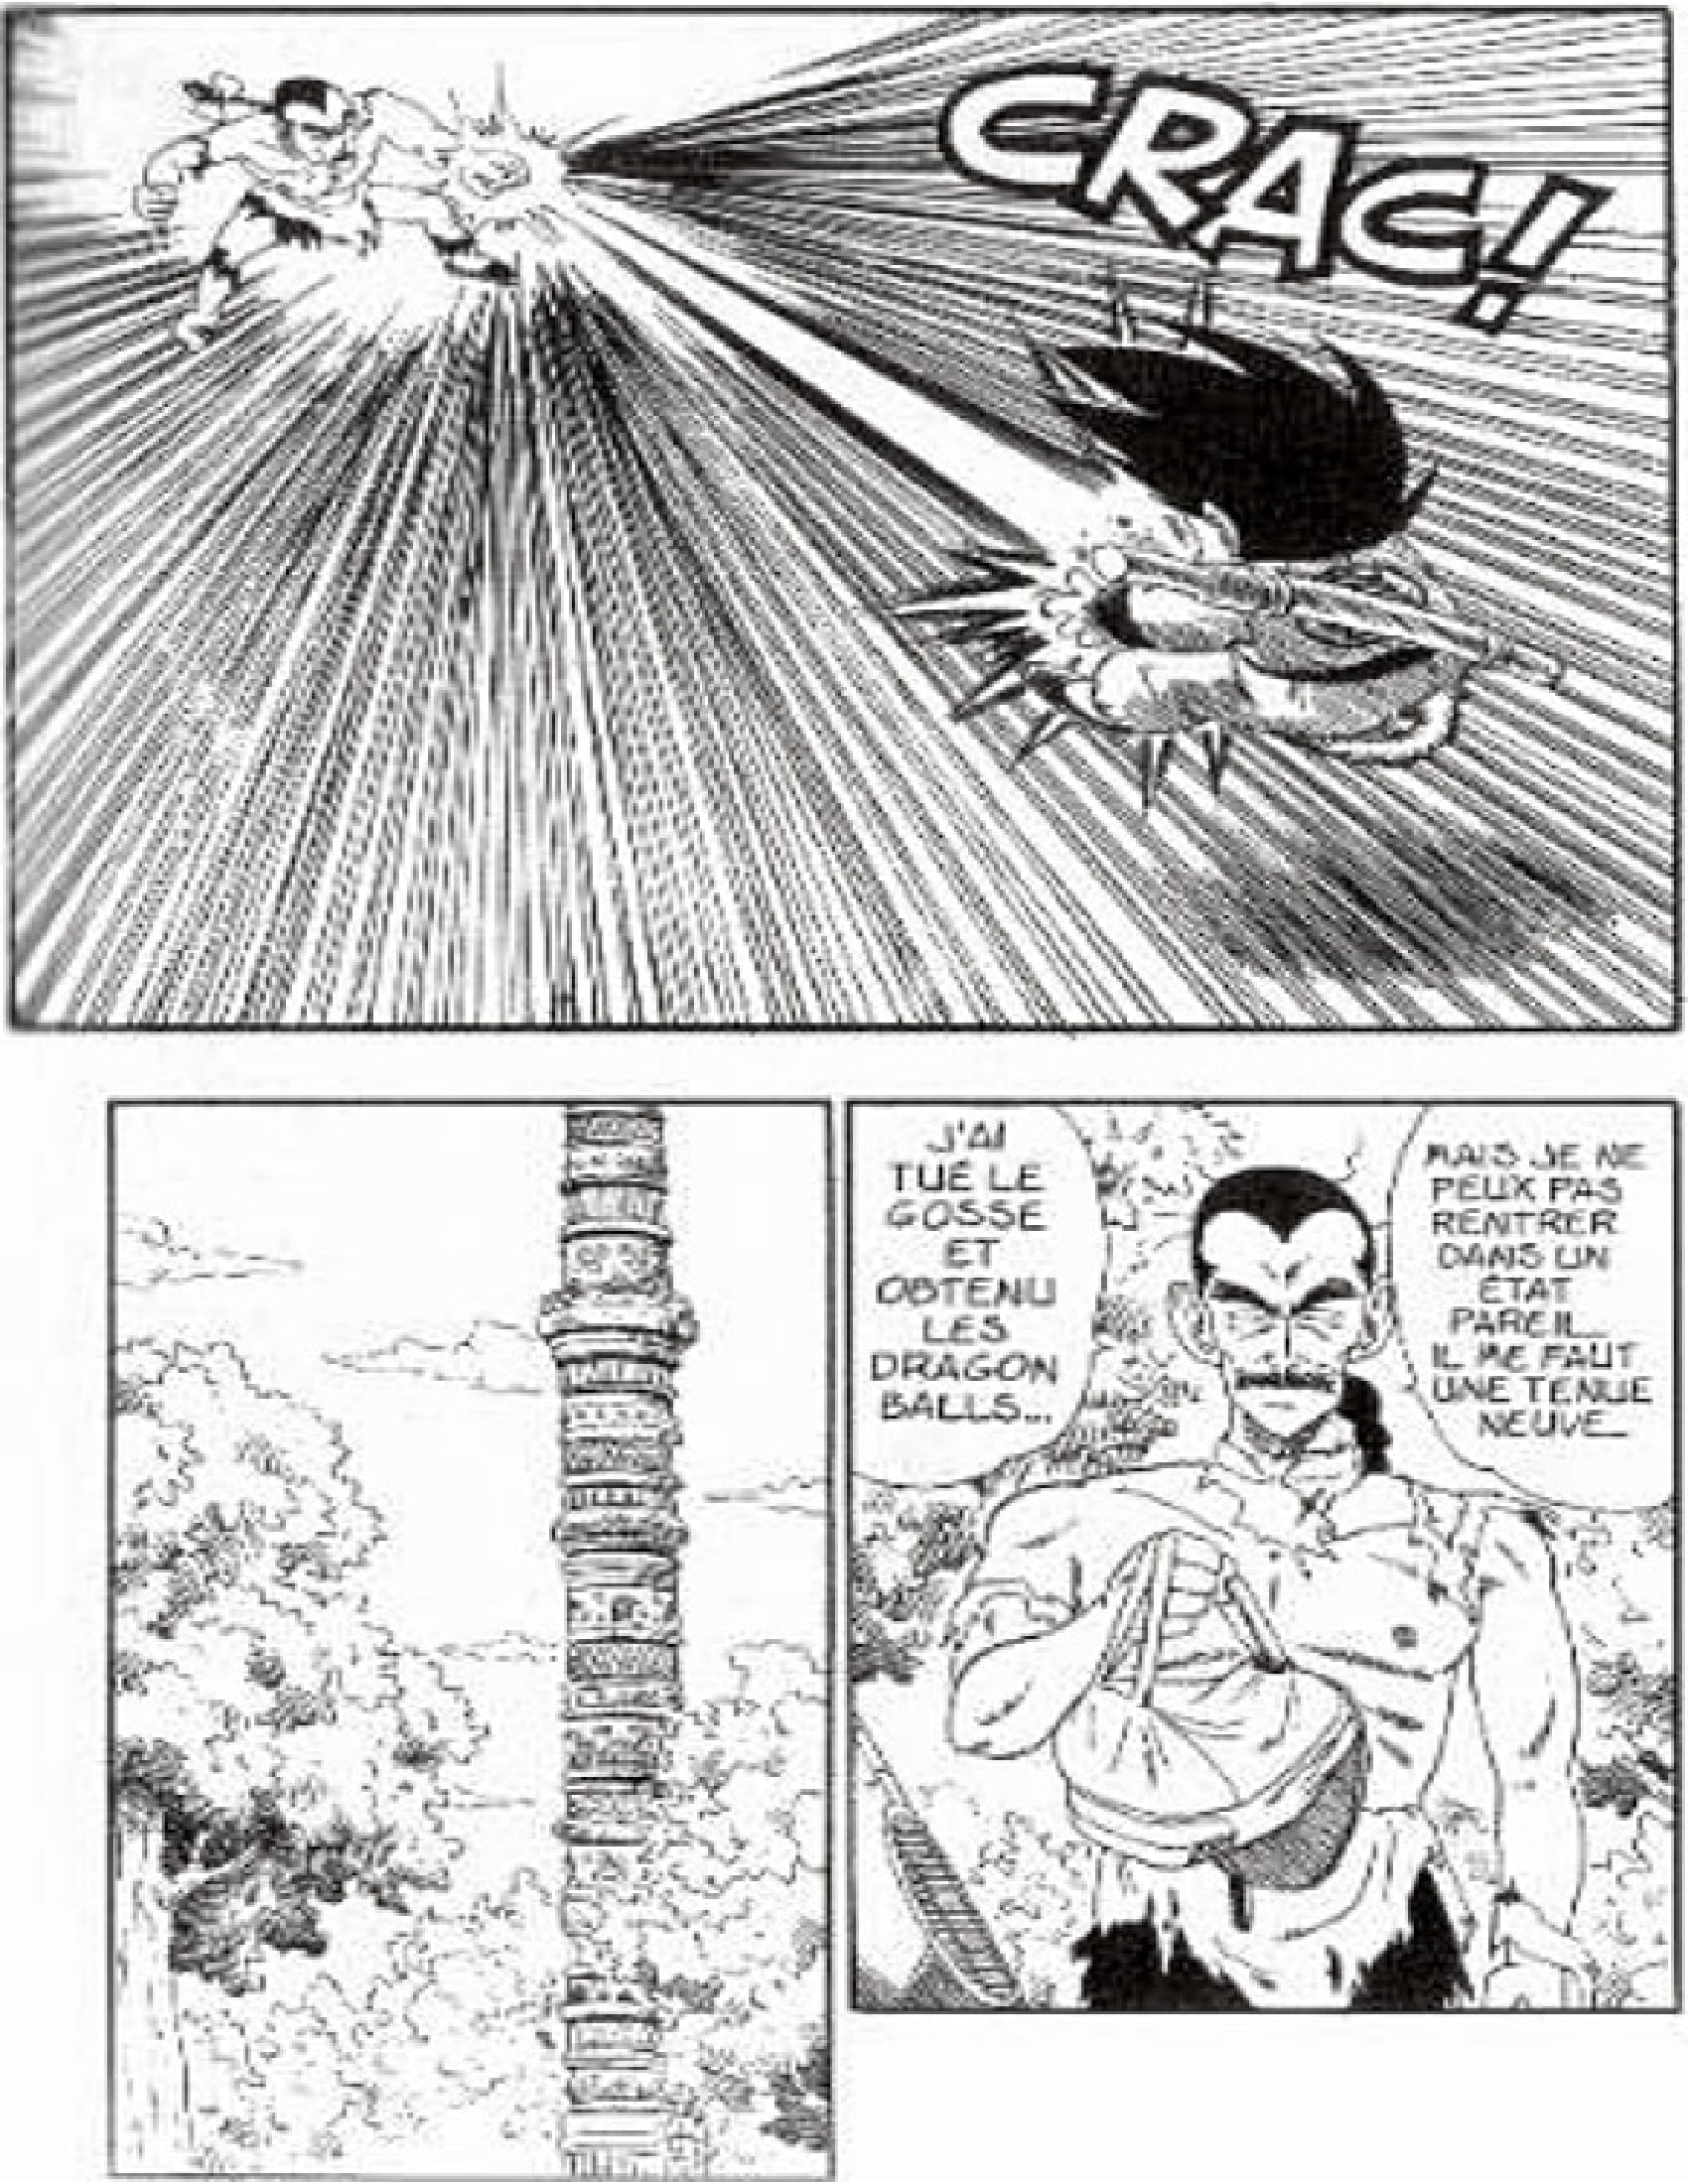 CRAC!
MAIS JE NE
PEUX PAS
RENTRER
DANS UN
ÉTAT
PAREIL...
IL ME FAUT
UNE TENUE
NEUVE...
J'AI
TUÉ LE
GOSSE
ET
OBTENU
LES
DRAGON
BALLS...